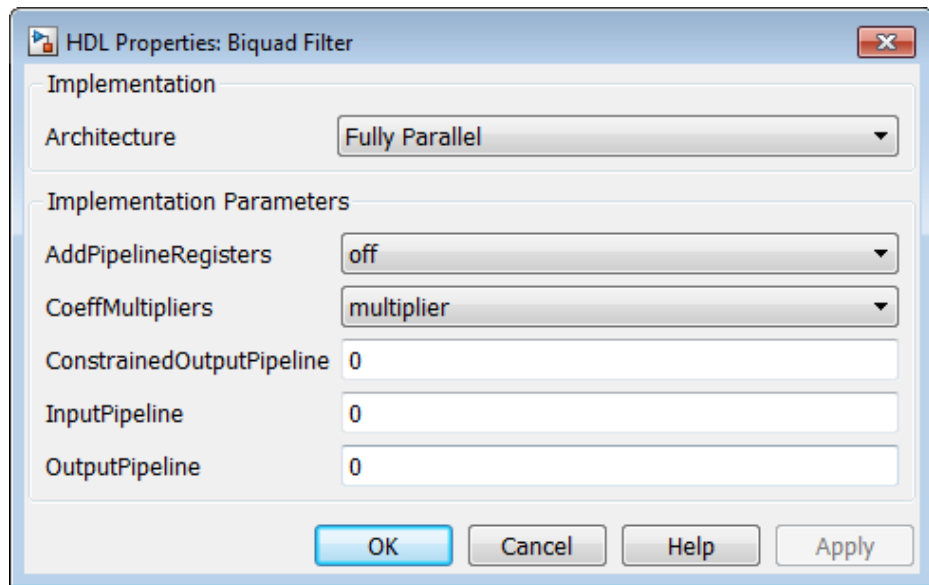 HDL Properties: Biquad Filter
Implementation
Architecture Fully Parallel
Implementation Parameters
AddPipelineRegisters off
CoeffMultipliers multiplier
ConstrainedOutputPipeline 0
InputPipeline 0
OutputPipeline 0
OK Cancel Help Apply